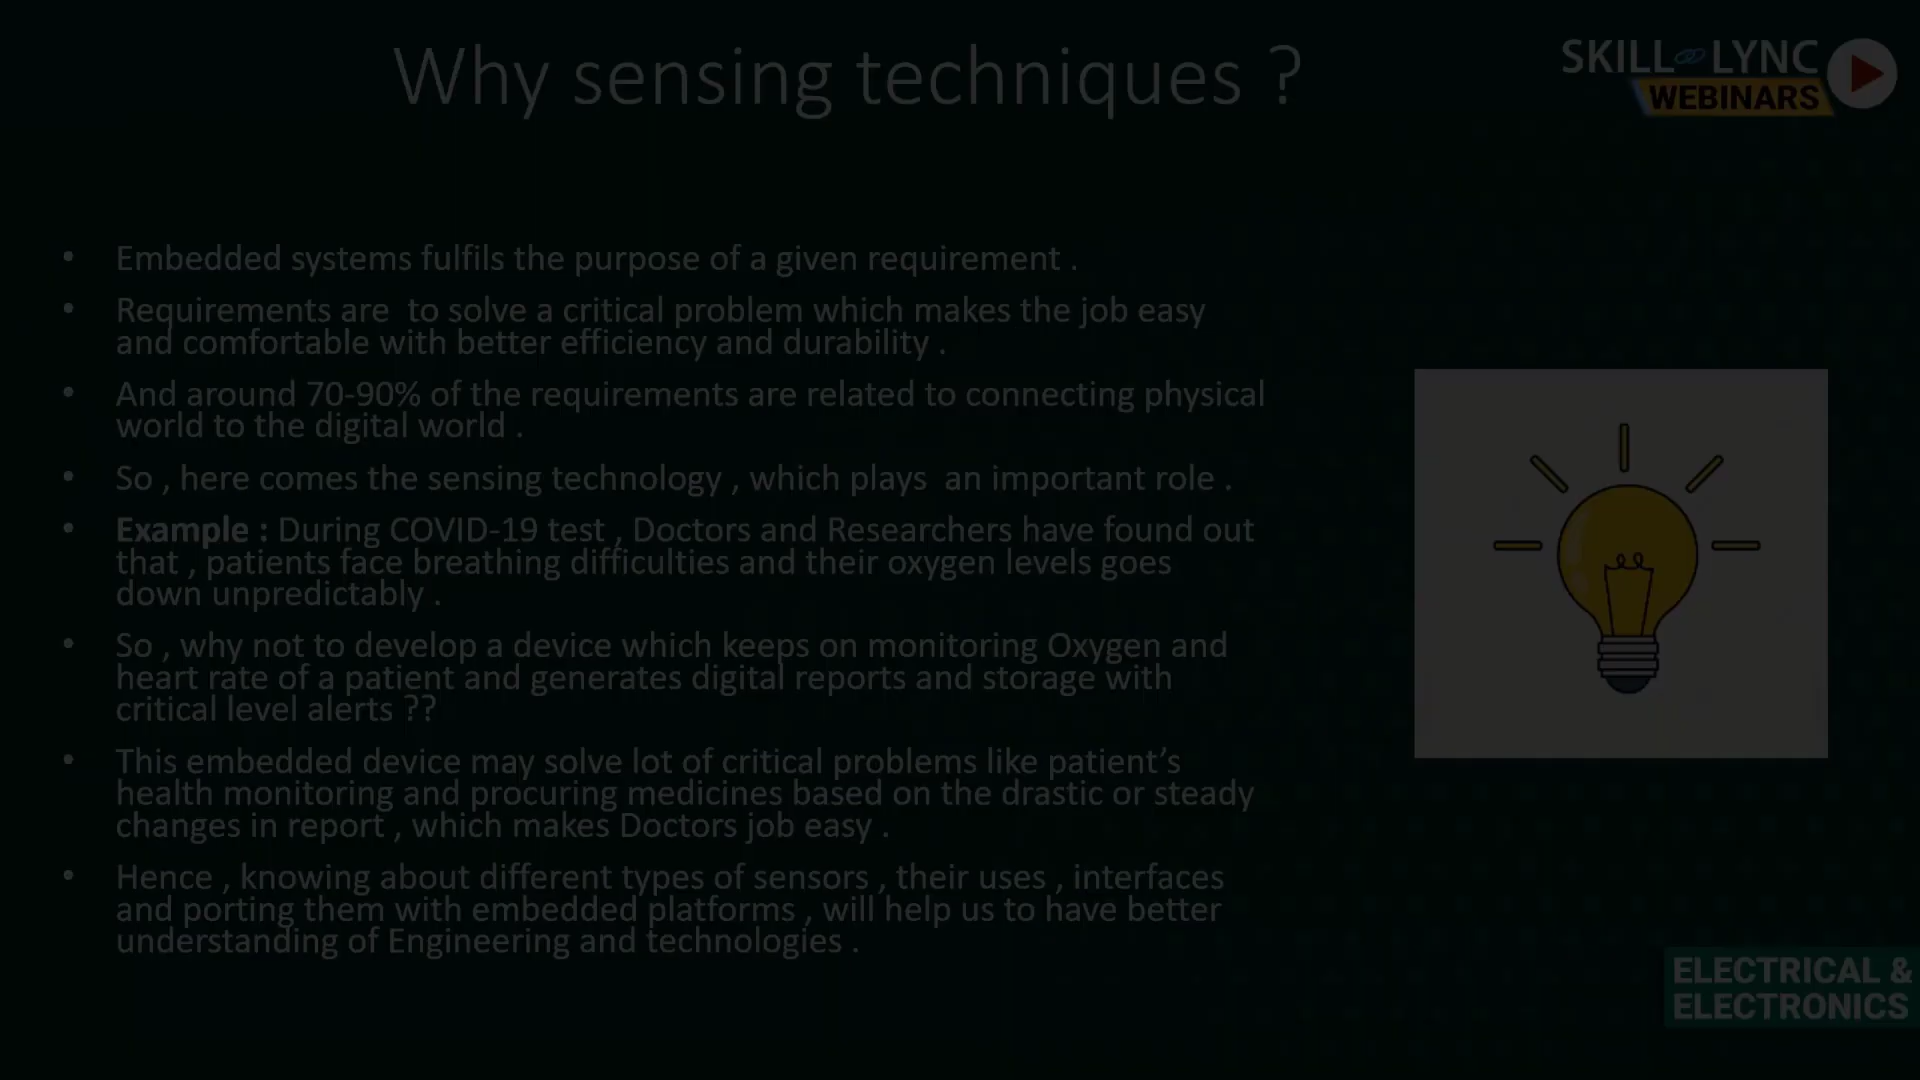 Why sensing techniques ?
SKILL LYNC
WEBINARS
• Embedded systems fulfils the purpose of a given requirement .
• Requirements are  to solve a critical problem which makes the job easy
and comfortable with better efficiency and durability .
• And around 70-90% of the requirements are related to connecting physical
world to the digital world .
• So , here comes the sensing technology , which plays  an important role .
• Example : During COVID-19 test , Doctors and Researchers have found out
that , patients face breathing difficulties and their oxygen levels goes
down unpredictably .
• So , why not to develop a device which keeps on monitoring Oxygen and
heart rate of a patient and generates digital reports and storage with
critical level alerts ??
• This embedded device may solve lot of critical problems like patient’s
health monitoring and procuring medicines based on the drastic or steady
changes in report , which makes Doctors job easy .
• Hence , knowing about different types of sensors , their uses , interfaces
and porting them with embedded platforms , will help us to have better
understanding of Engineering and technologies .
ELECTRICAL &
ELECTRONICS